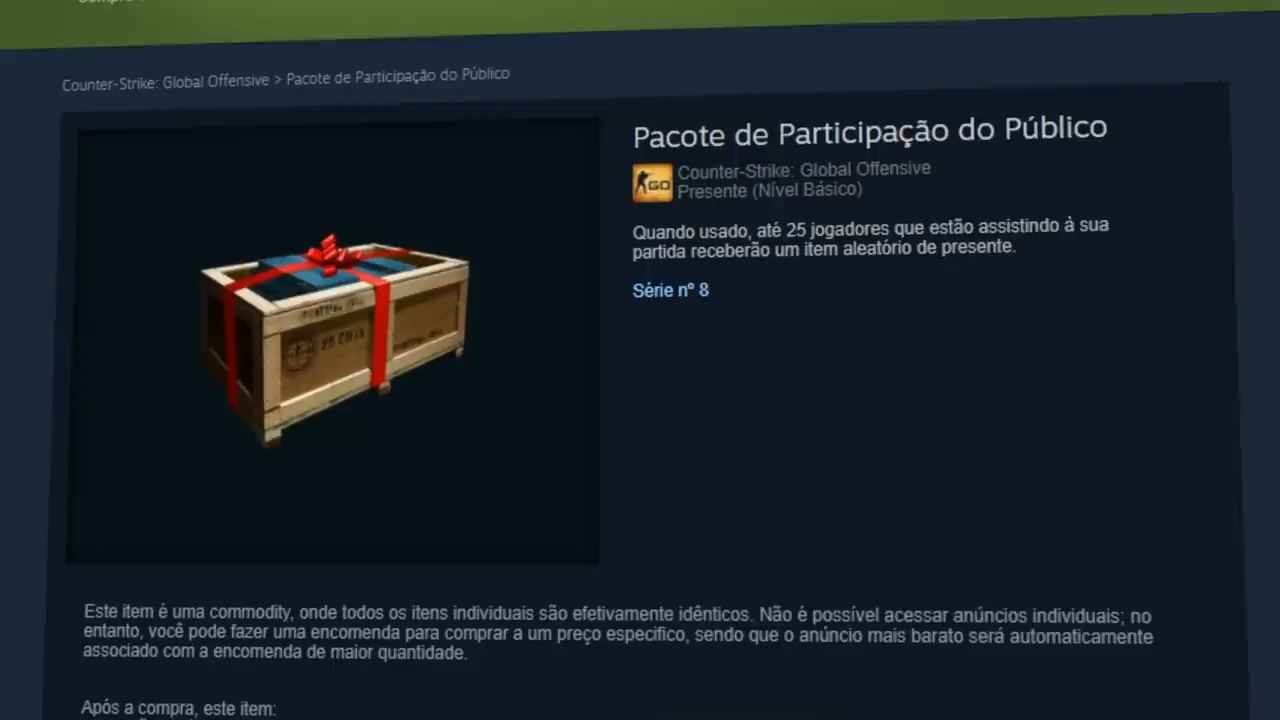 Counter-Strike: Global Offensive > Pacote de Participação do Público
Pacote de Participação do Público
GO
Counter-Strike: Global Offensive
Presente (Nível Básico)
Quando usado, até 25 jogadores que estão assistindo à sua
partida receberão um item aleatório de presente.
Série nº 8
Este item é uma commodity, onde todos os itens individuais são efetivamente idênticos. Não é possível acessar anúncios individuais; no
entanto, você pode fazer uma encomenda para comprar a um preço especifico, sendo que o anúncio mais barato será automaticamente
associado com a encomenda de maior quantidade.
Após a compra, este item: